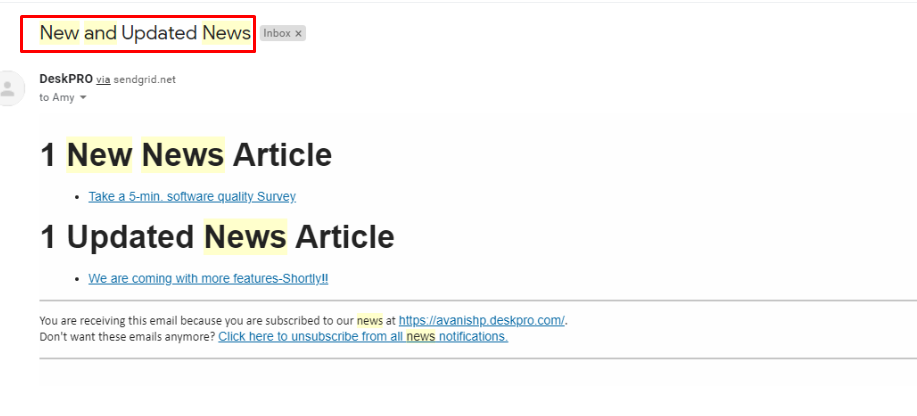 New and Updated News Inbox x
DeskPRO via sendgrid.net
to Amy
1 New News Article
• Take a 5-min. software quality Survey
1 Updated News Article
• We are coming with more features-Shortly!!
You are receiving this email because you are subscribed to our news at https://avanishp.deskpro.com/.
Don't want these emails anymore? Click here to unsubscribe from all news notifications.